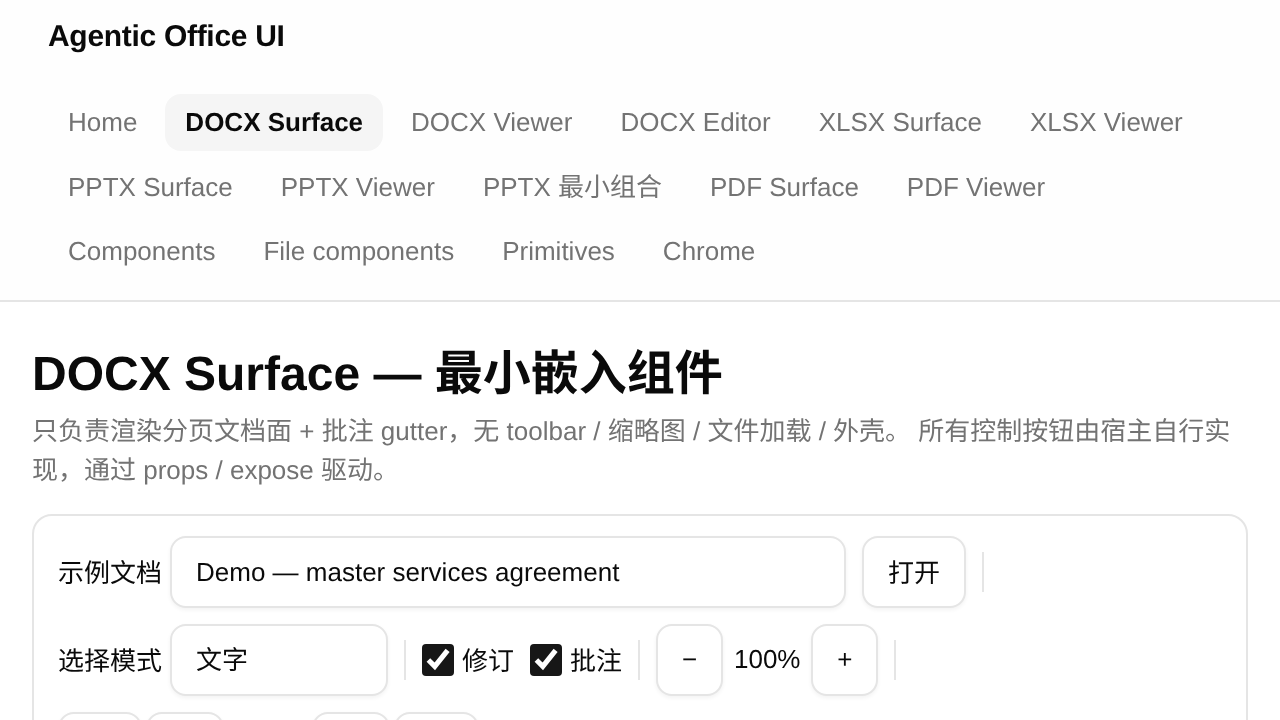 Agentic Office UI
Home DOCX Surface DOCX Viewer DOCX Editor XLSX Surface XLSX Viewer
PPTX Surface PPTX Viewer PPTX 最小组合 PDF Surface PDF Viewer
Components File components Primitives Chrome
DOCX Surface — 最小嵌入组件
只负责渲染分页文档面 + 批注 gutter，无 toolbar / 缩略图 / 文件加载 / 外壳。 所有控制按钮由宿主自行实
现，通过 props / expose 驱动。
示例文档 Demo — master services agreement 打开
选择模式 文字 修订 批注 − 100% +